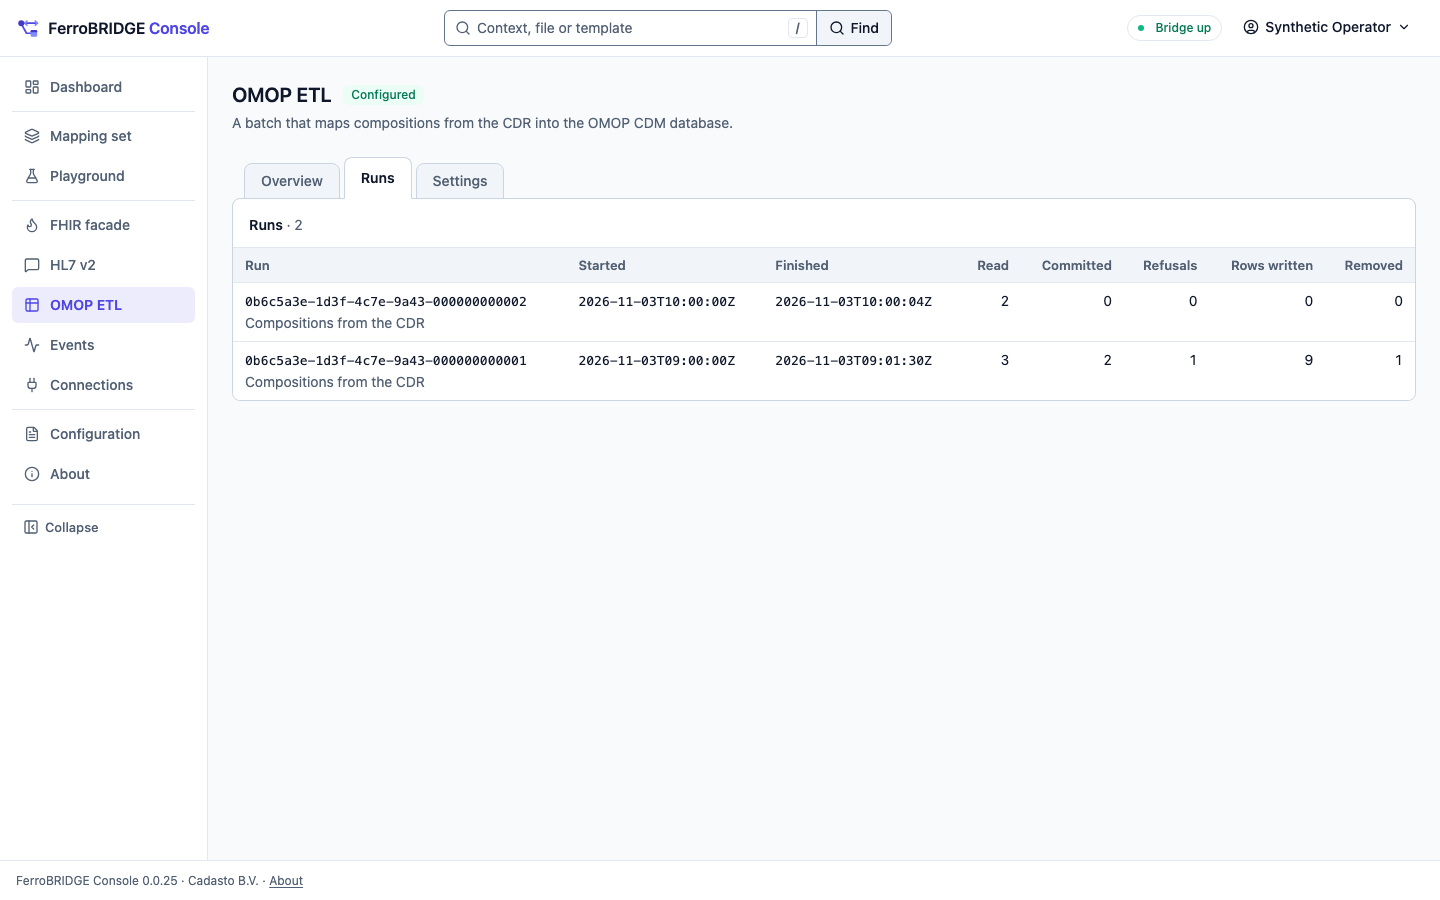 FerroBRIDGE Console
Context, file or template
/
Find
Bridge up
Synthetic Operator
Dashboard
Mapping set
Playground
FHIR facade
HL7 v2
OMOP ETL
Events
Connections
Configuration
About
Collapse
OMOP ETL
Configured
A batch that maps compositions from the CDR into the OMOP CDM database.
Overview
Runs
Settings
Runs · 2
Run Started Finished Read Committed Refusals Rows written Removed
0b6c5a3e-1d3f-4c7e-9a43-000000000002 2026-11-03T10:00:00Z 2026-11-03T10:00:04Z 2 0 0 0 0
Compositions from the CDR
0b6c5a3e-1d3f-4c7e-9a43-000000000001 2026-11-03T09:00:00Z 2026-11-03T09:01:30Z 3 2 1 9 1
Compositions from the CDR
FerroBRIDGE Console 0.0.25 · Cadasto B.V. · About